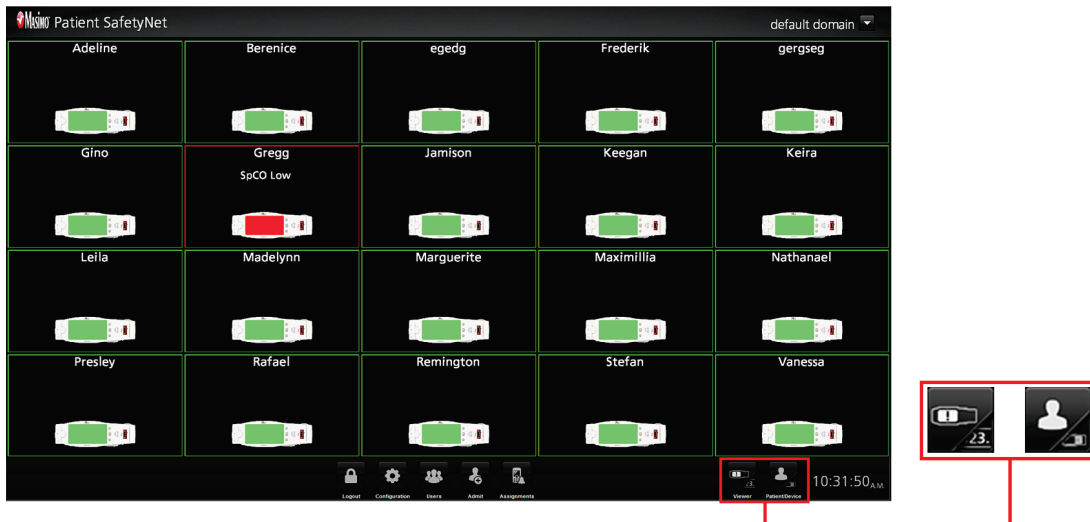 Masimo Patient SafetyNet
default domain
Adeline Berenice egedg Frederik gergseg
Gino Gregg Jamison Keegan Keira
SpCO Low
Leila Madelynn Marguerite Maximillia Nathanael
Presley Rafael Remington Stefan Vanessa
Logout Configuration Users Admit Assignments Viewer Patient/Device
23.
10:31:50 A.M.
23.